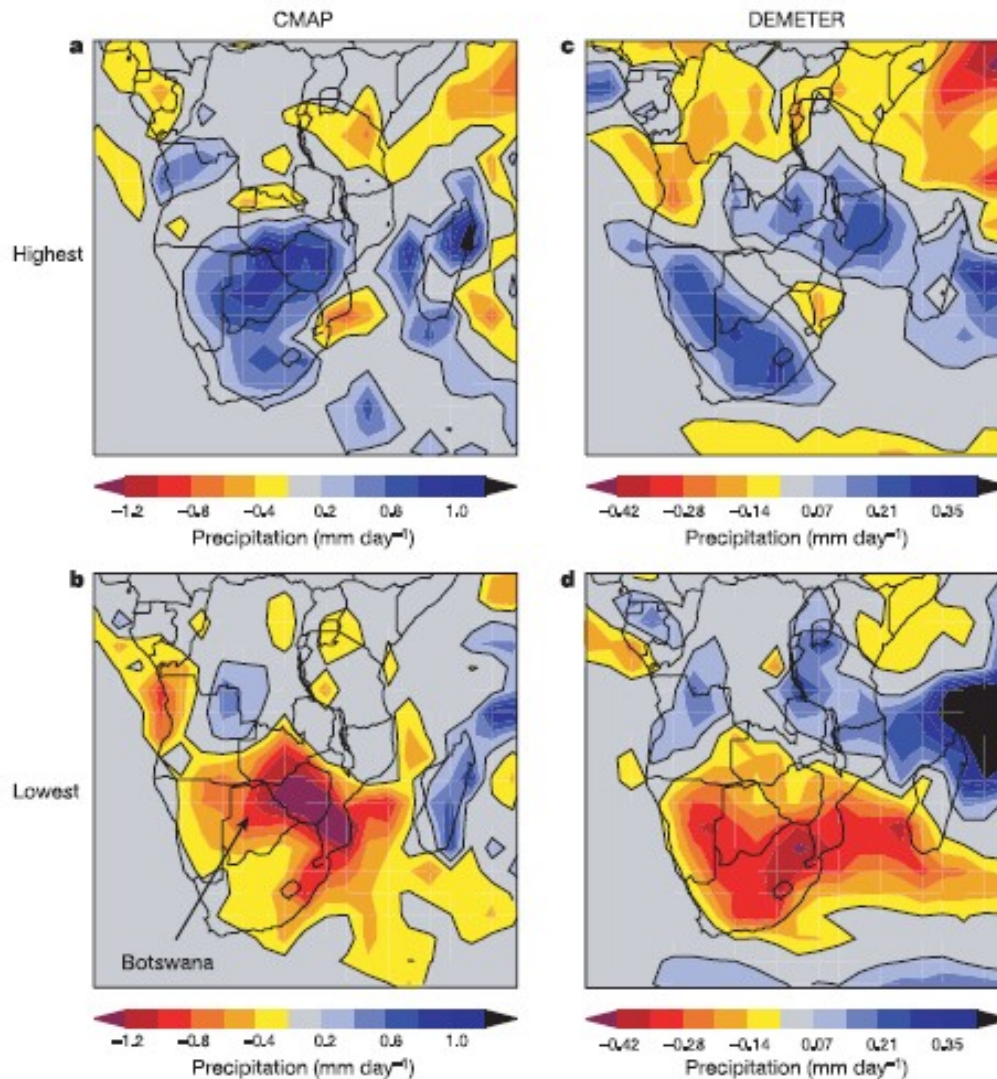 CMAP DEMETER
a c
Highest
−1.2 −0.8 −0.4 0.2 0.6 1.0 −0.42 −0.28 −0.14 0.07 0.21 0.35
Precipitation (mm day⁻¹) Precipitation (mm day⁻¹)
b d
Lowest
Botswana
−1.2 −0.8 −0.4 0.2 0.6 1.0 −0.42 −0.28 −0.14 0.07 0.21 0.35
Precipitation (mm day⁻¹) Precipitation (mm day⁻¹)